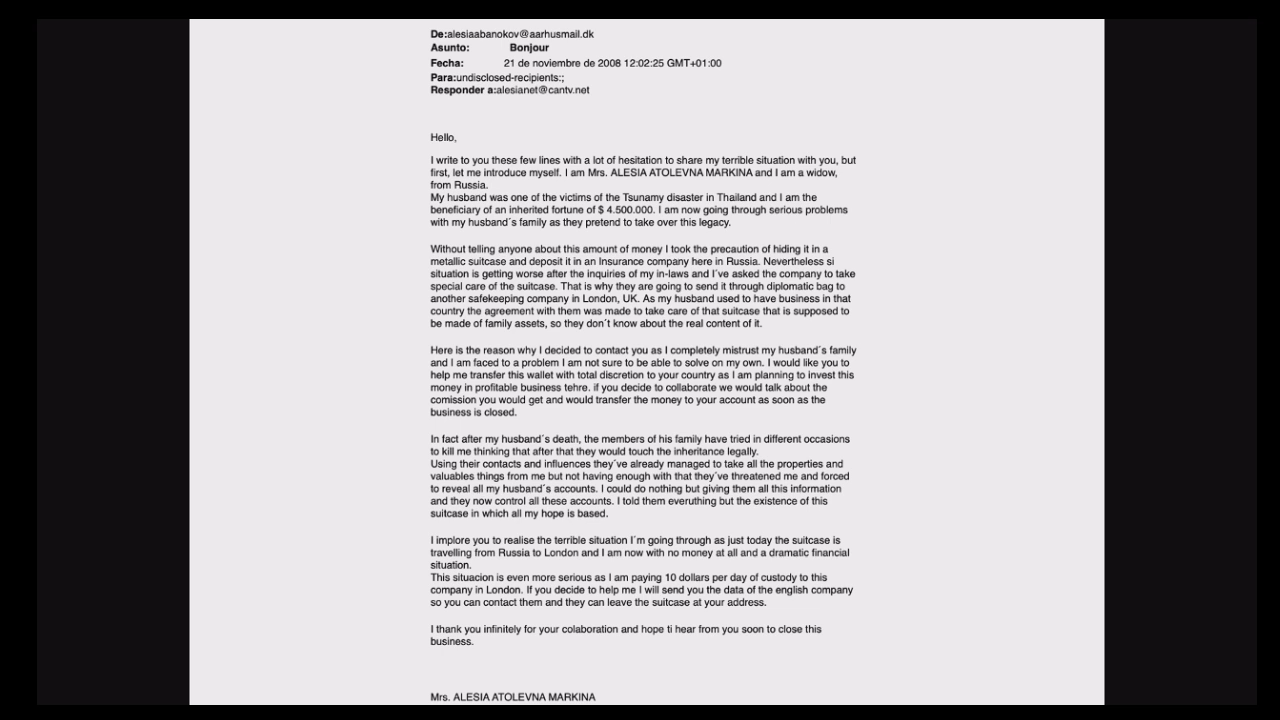 De:alesiaabanokov@aarhusmail.dk
Asunto: Bonjour
Fecha: 21 de noviembre de 2008 12:02:25 GMT+01:00
Para:undisclosed-recipients:;
Responder a:alesianet@cantv.net
Hello,
I write to you these few lines with a lot of hesitation to share my terrible situation with you, but
first, let me introduce myself. I am Mrs. ALESIA ATOLEVNA MARKINA and I am a widow,
from Russia.
My husband was one of the victims of the Tsunamy disaster in Thailand and I am the
beneficiary of an inherited fortune of $ 4.500.000. I am now going through serious problems
with my husband´s family as they pretend to take over this legacy.
Without telling anyone about this amount of money I took the precaution of hiding it in a
metallic suitcase and deposit it in an Insurance company here in Russia. Nevertheless si
situation is getting worse after the inquiries of my in-laws and I´ve asked the company to take
special care of the suitcase. That is why they are going to send it through diplomatic bag to
another safekeeping company in London, UK. As my husband used to have business in that
country the agreement with them was made to take care of that suitcase that is supposed to
be made of family assets, so they don´t know about the real content of it.
Here is the reason why I decided to contact you as I completely mistrust my husband´s family
and I am faced to a problem I am not sure to be able to solve on my own. I would like you to
help me transfer this wallet with total discretion to your country as I am planning to invest this
money in profitable business tehre. if you decide to collaborate we would talk about the
comission you would get and would transfer the money to your account as soon as the
business is closed.
In fact after my husband´s death, the members of his family have tried in different occasions
to kill me thinking that after that they would touch the inheritance legally.
Using their contacts and influences they´ve already managed to take all the properties and
valuables things from me but not having enough with that they´ve threatened me and forced
to reveal all my husband´s accounts. I could do nothing but giving them all this information
and they now control all these accounts. I told them everuthing but the existence of this
suitcase in which all my hope is based.
I implore you to realise the terrible situation I´m going through as just today the suitcase is
travelling from Russia to London and I am now with no money at all and a dramatic financial
situation.
This situacion is even more serious as I am paying 10 dollars per day of custody to this
company in London. If you decide to help me I will send you the data of the english company
so you can contact them and they can leave the suitcase at your address.
I thank you infinitely for your colaboration and hope ti hear from you soon to close this
business.
Mrs. ALESIA ATOLEVNA MARKINA